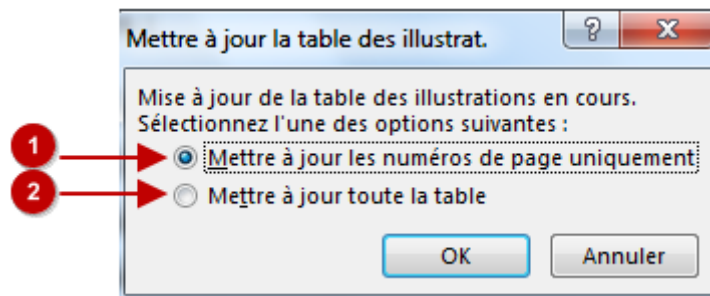 Mettre à jour la table des illustrat.
?
X
Mise à jour de la table des illustrations en cours.
Sélectionnez l'une des options suivantes :
1
Mettre à jour les numéros de page uniquement
2
Mettre à jour toute la table
OK
Annuler